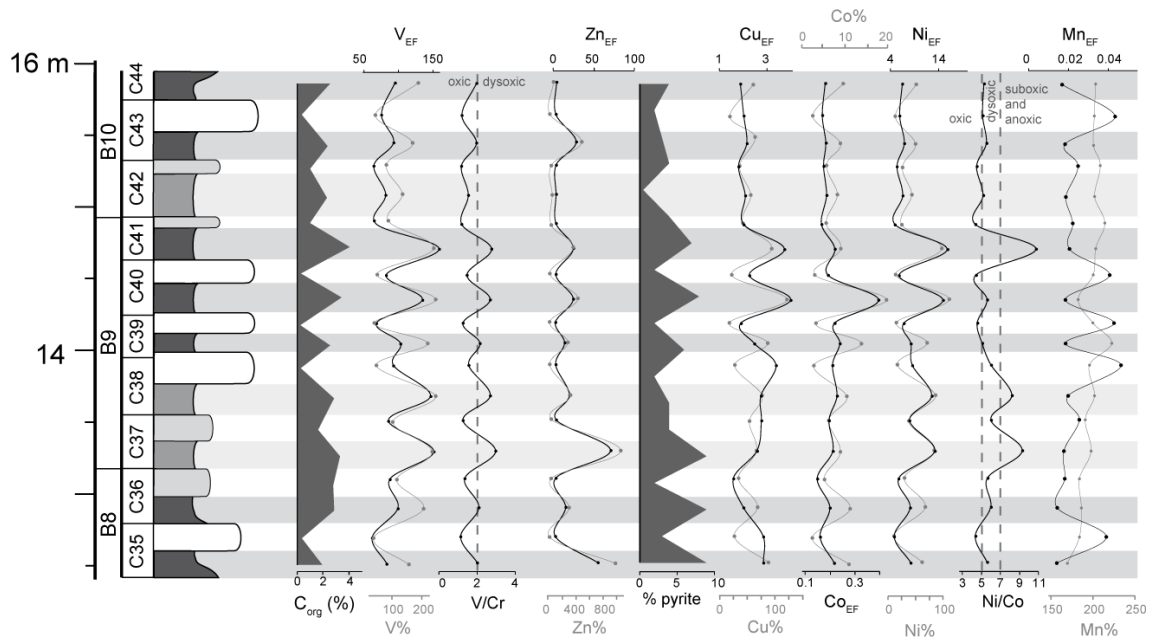 Co%
0 10 20
V_EF Zn_EF Cu_EF Ni_EF Mn_EF
50 150 0 50 100 1 3 4 14 0.02 0.04
16 m
14
B10
B9
B8
C44
C43
C42
C41
C40
C39
C38
C37
C36
C35
oxic dysoxic
oxic
dysoxic
suboxic
and
anoxic
0 2 4 0 2 4 0 5 10 0.1 0.3 3 5 7 9 11
C_org (%) V/Cr % pyrite Co_EF Ni/Co
100 200 0 400 800 0 100 0 100 150 200 250
V% Zn% Cu% Ni% Mn%